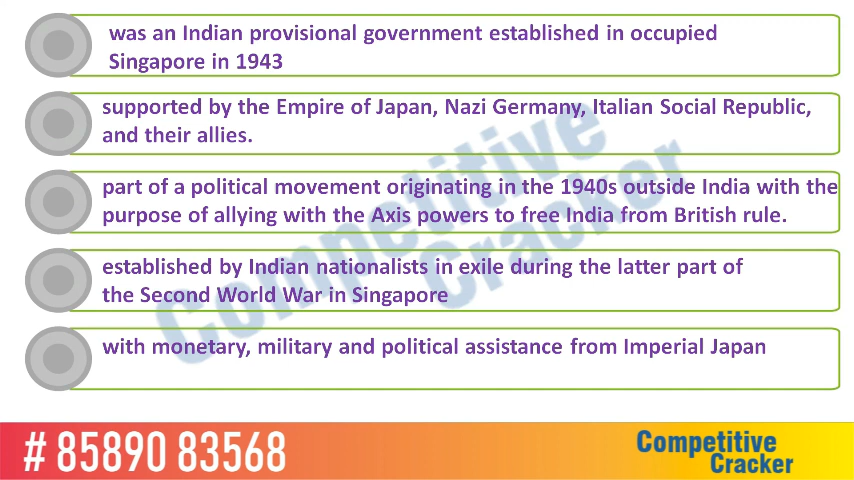 was an Indian provisional government established in occupied
Singapore in 1943
supported by the Empire of Japan, Nazi Germany, Italian Social Republic,
and their allies.
part of a political movement originating in the 1940s outside India with the
purpose of allying with the Axis powers to free India from British rule.
established by Indian nationalists in exile during the latter part of
the Second World War in Singapore
with monetary, military and political assistance from Imperial Japan
Competitive
Cracker
# 85890 83568
Competitive
Cracker